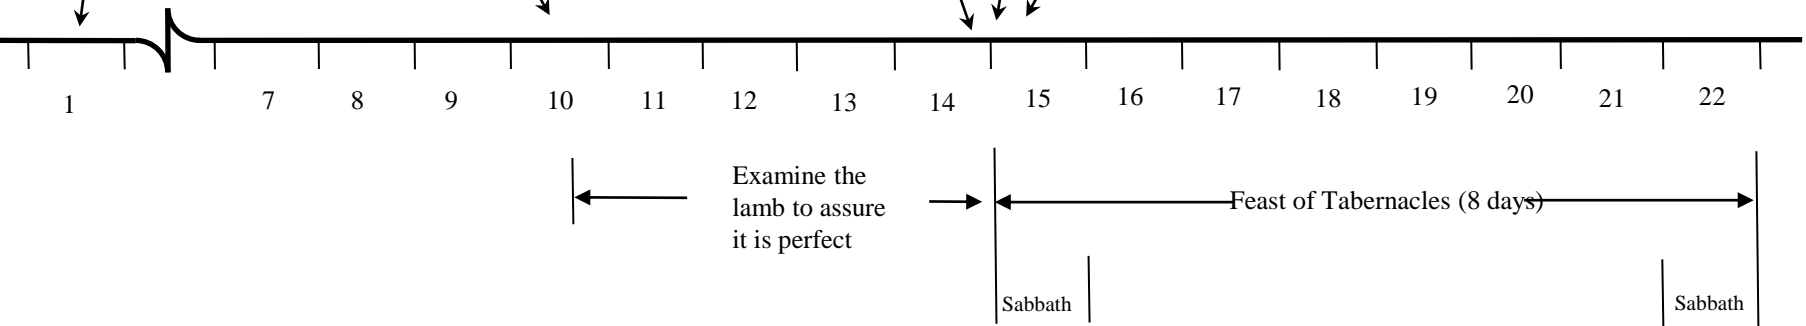 1 7 8 9 10 11 12 13 14 15 16 17 18 19 20 21 22
Examine the
lamb to assure
it is perfect
Feast of Tabernacles (8 days)
Sabbath
Sabbath